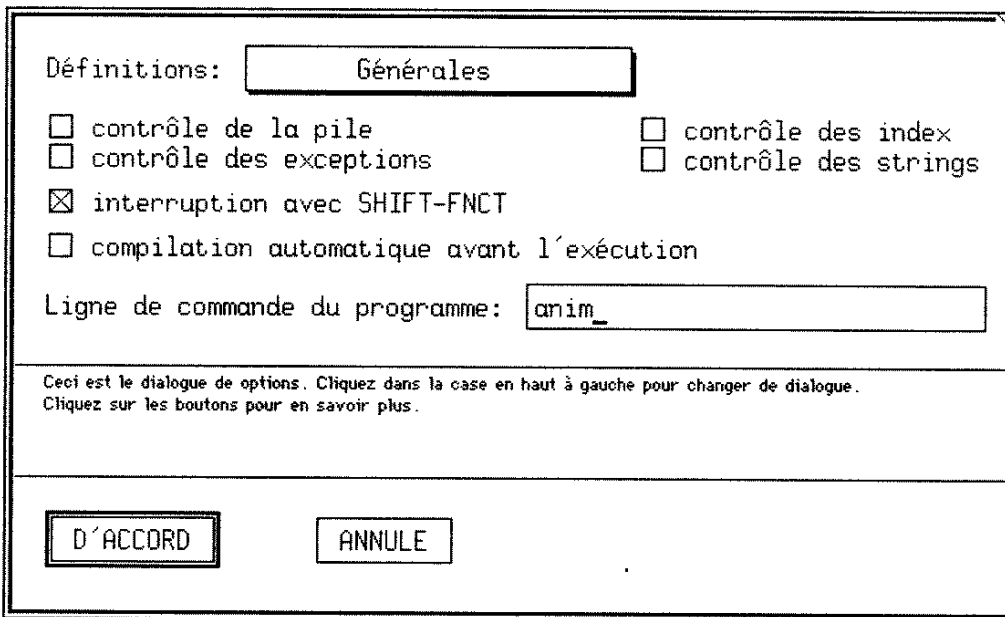 Définitions: Générales
contrôle de la pile
contrôle des index
contrôle des exceptions
contrôle des strings
interruption avec SHIFT-FNCT
compilation automatique avant l´exécution
Ligne de commande du programme: anim_
Ceci est le dialogue de options. Cliquez dans la case en haut à gauche pour changer de dialogue.
Cliquez sur les boutons pour en savoir plus.
D´ACCORD ANNULE